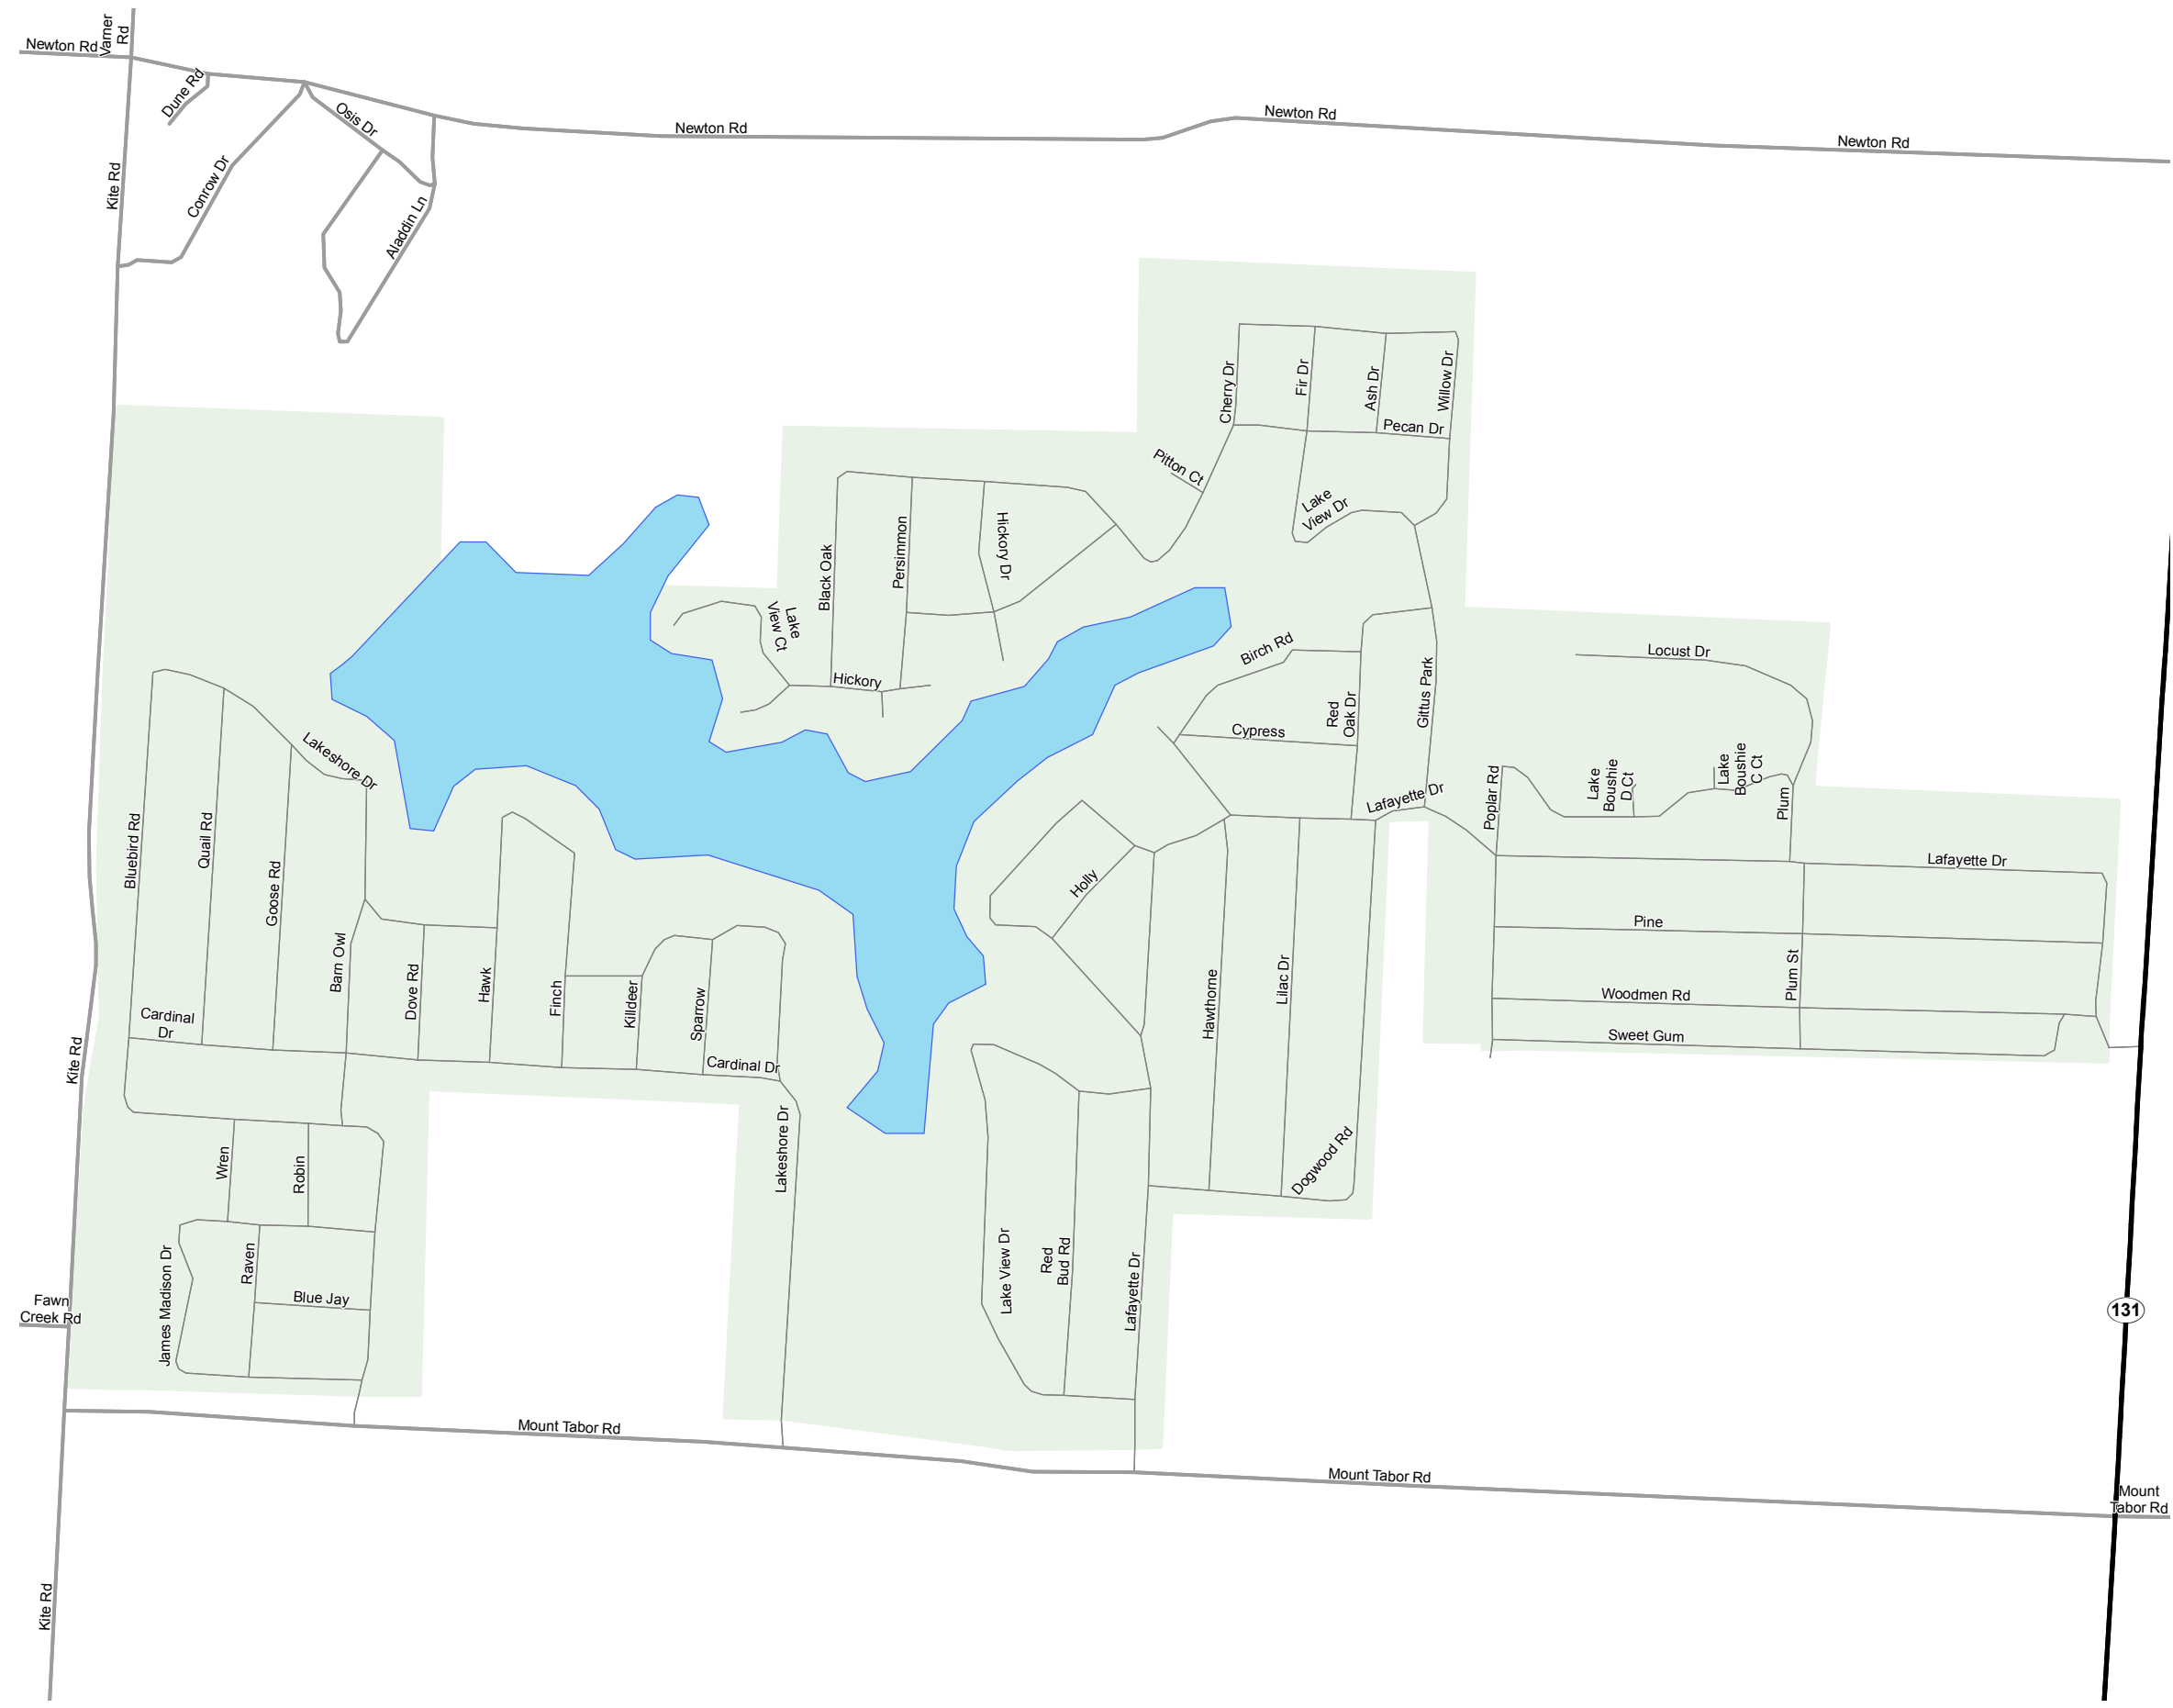 Varner
Rd
Newton Rd
Dune Rd
Osis Dr
Newton Rd
Newton Rd
Newton Rd
Kite Rd
Conrow Dr
Aladdin Ln
Cherry Dr
Fir Dr
Ash Dr
Willow Dr
Pecan Dr
Pitton Ct
Lake
View Dr
Black Oak
Persimmon
Hickory Dr
Lake
View Ct
Hickory
Birch Rd
Red
Oak Dr
Gittus Park
Cypress
Locust Dr
Lakeshore Dr
Lafayette Dr
Poplar Rd
Lake
Boushie
D Ct
Lake
Boushie
C Ct
Plum
Bluebird Rd
Quail Rd
Goose Rd
Holly
Lafayette Dr
Pine
Barn Owl
Dove Rd
Hawk
Finch
Killdeer
Sparrow
Hawthorne
Lilac Dr
Plum St
Woodmen Rd
Cardinal
Dr
Sweet Gum
Kite Rd
Cardinal Dr
Lakeshore Dr
Dogwood Rd
Wren
Robin
Raven
James Madison Dr
Blue Jay
Lake View Dr
Red
Bud Rd
Lafayette Dr
Fawn
Creek Rd
131
Mount Tabor Rd
Mount Tabor Rd
Mount
Tabor Rd
Kite Rd